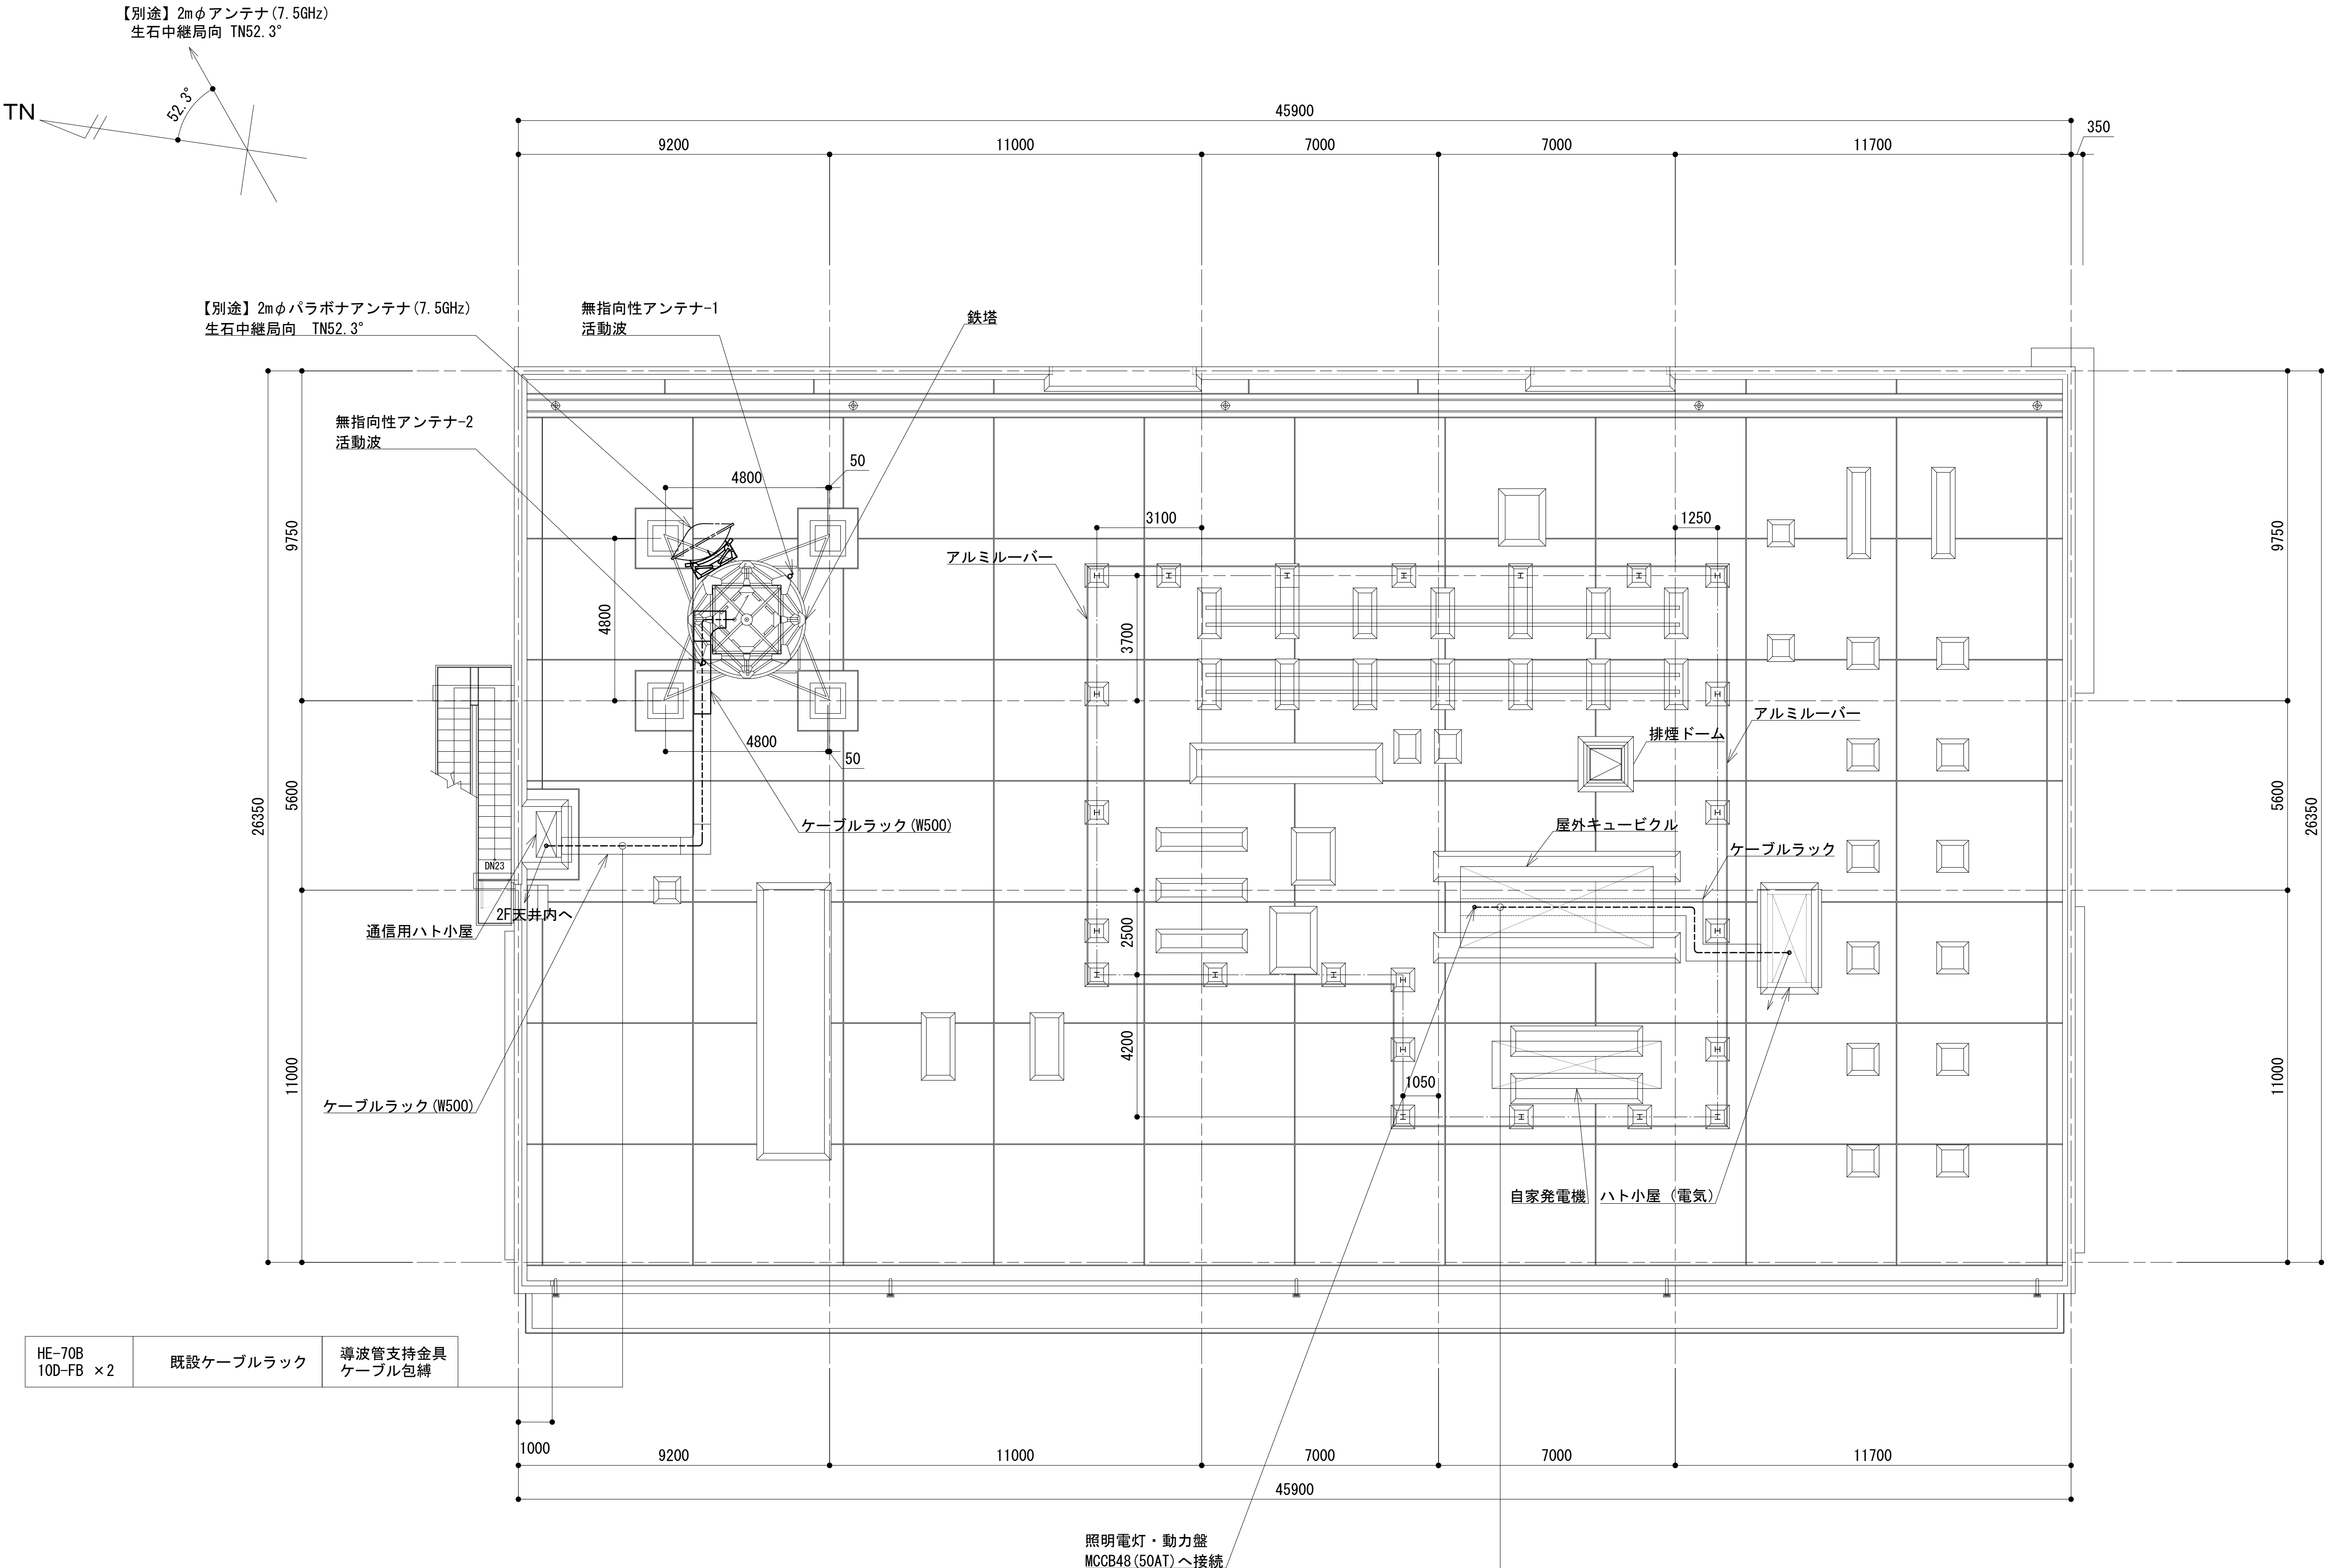 【別途】2mφアンテナ(7.5GHz)
生石中継局向 TN52.3°
52.3°
TN
45900
9200
11000
7000
7000
11700
350
【別途】2mφパラボナアンテナ(7.5GHz)
生石中継局向 TN52.3°
無指向性アンテナ-1
活動波
鉄塔
無指向性アンテナ-2
活動波
50
4800
3100
1250
9750
9750
アルミルーバー
4800
3700
アルミルーバー
排煙ドーム
4800
50
26350
5600
ケーブルラック(W500)
屋外キュービクル
ケーブルラック
5600
26350
DN23
2F天井内へ
通信用ハト小屋
2500
4200
11000
11000
1050
ケーブルラック(W500)
自家発電機
ハト小屋（電気）
HE-70B
10D-FB ×2
既設ケーブルラック
導波管支持金具
ケーブル包縛
1000
9200
11000
7000
7000
11700
45900
照明電灯・動力盤
MCCB48(50AT)へ接続